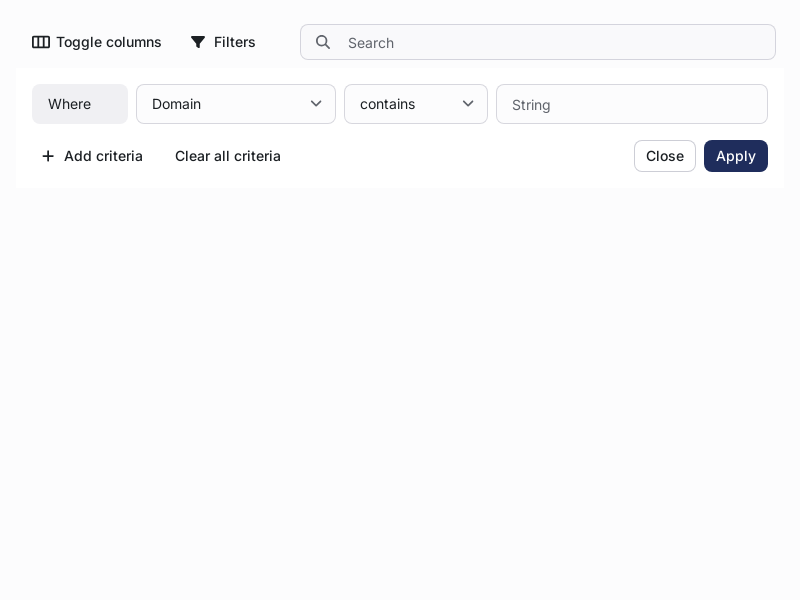 Toggle columns Filters Search
Where Domain contains String
Add criteria Clear all criteria Close Apply